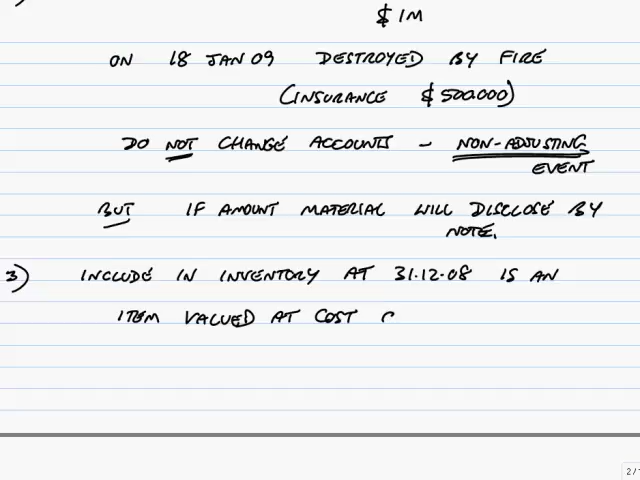 $ 1M
ON 18 JAN 09 DESTROYED BY FIRE
(INSURANCE $ 500.000)
DO NOT CHANGE ACCOUNTS - NON-ADJUSTING
EVENT
BUT IF AMOUNT MATERIAL WILL DISCLOSE BY
NOTE.
3) INCLUDE IN INVENTORY AT 31.12.08 IS AN
ITEM VALUED AT COST
2/1